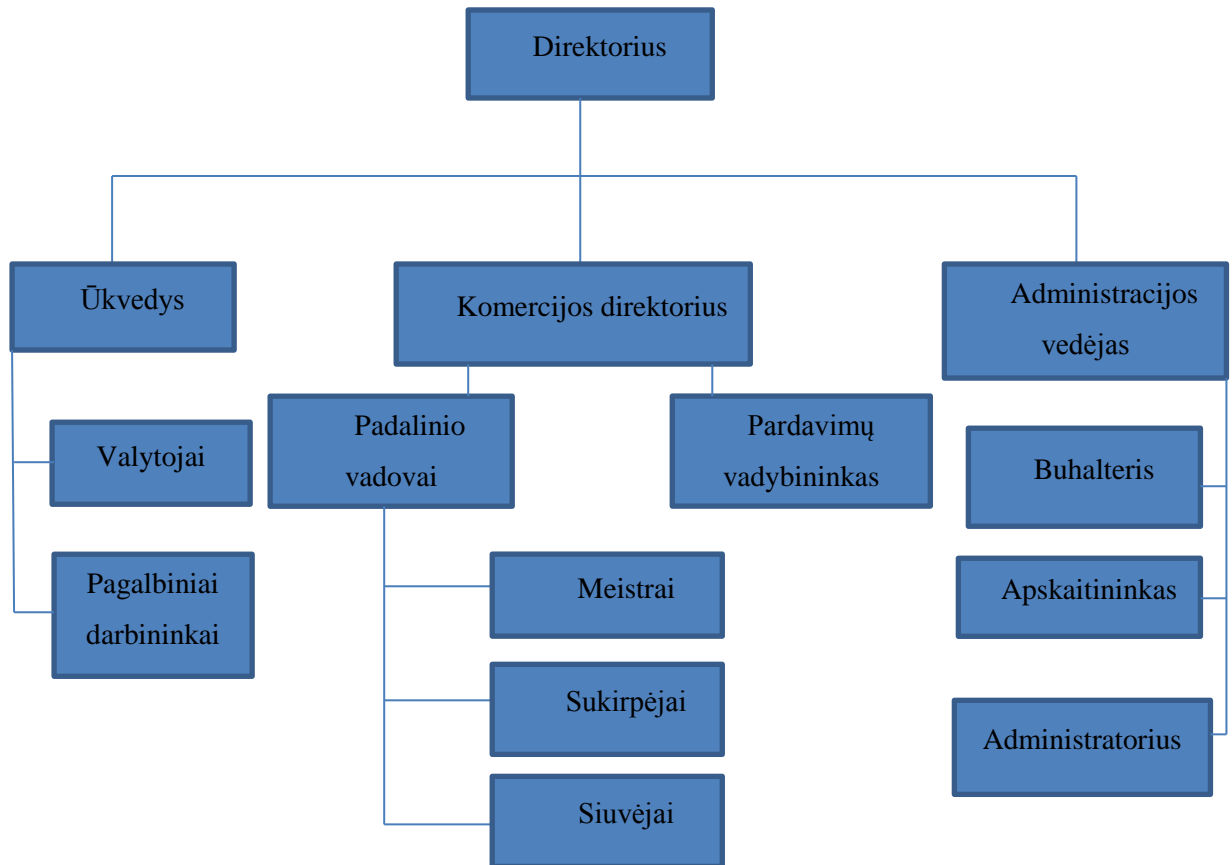 Direktorius
Ūkvedys
Komercijos direktorius
Administracijos
vedėjas
Valytojai
Pagalbiniai
darbininkai
Padalinio
vadovai
Pardavimų
vadybininkas
Meistrai
Sukirpėjai
Siuvėjai
Buhalteris
Apskaitininkas
Administratorius